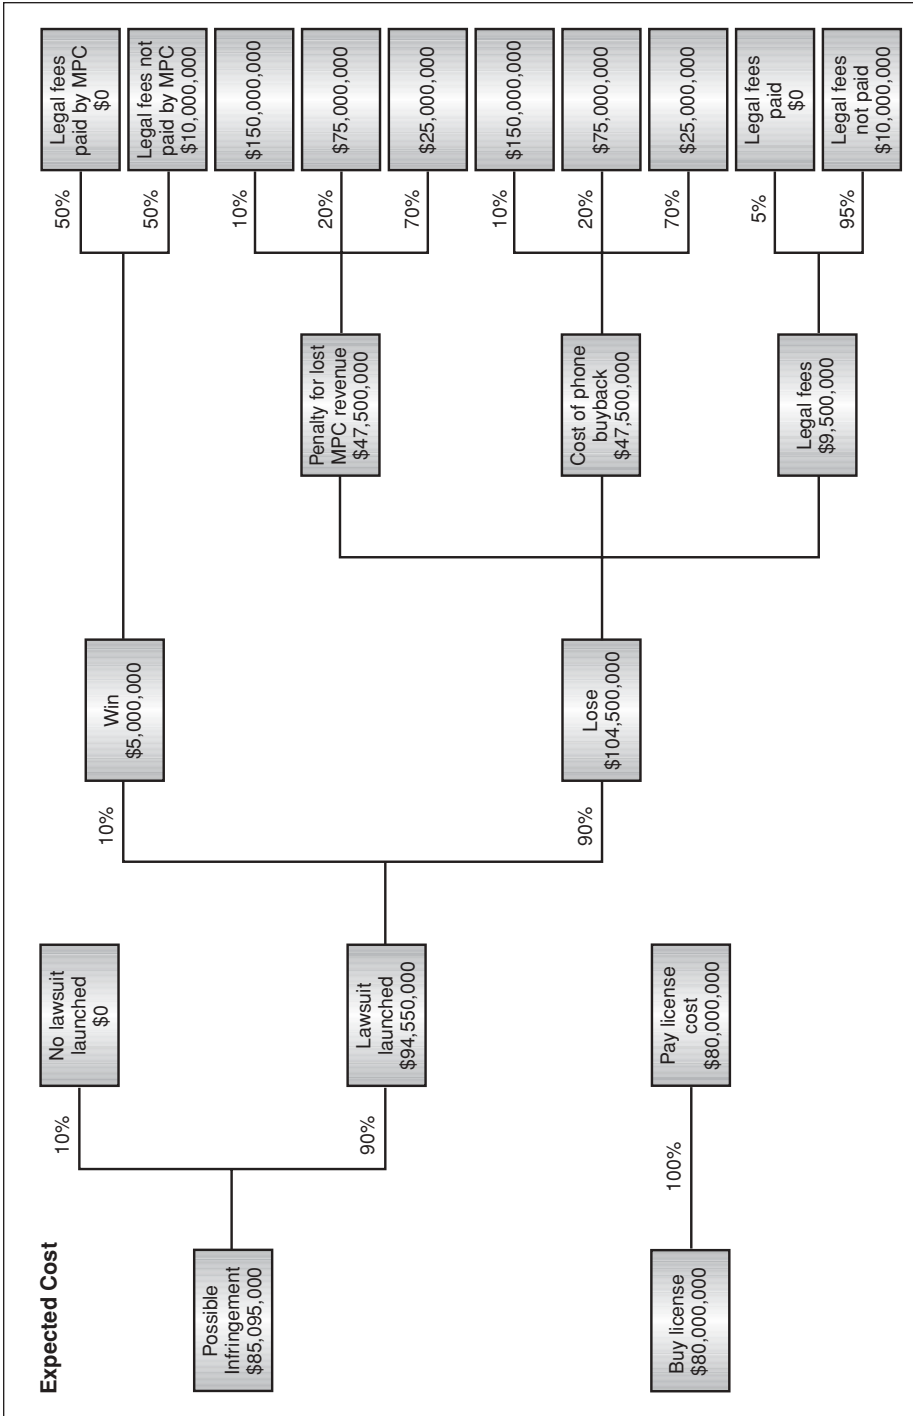 Expected Cost
Possible
Infringement
$85,095,000
10%
No lawsuit
launched
$0
90%
Lawsuit
launched
$94,550,000
10%
Win
$5,000,000
50%
Legal fees
paid by MPC
$0
50%
Legal fees not
paid by MPC
$10,000,000
90%
Lose
$104,500,000
Penalty for lost
MPC revenue
$47,500,000
10%
$150,000,000
20%
$75,000,000
70%
$25,000,000
Cost of phone
buyback
$47,500,000
10%
$150,000,000
20%
$75,000,000
70%
$25,000,000
Legal fees
$9,500,000
5%
Legal fees
paid
$0
95%
Legal fees
not paid
$10,000,000
Buy license
$80,000,000
100%
Pay license
cost
$80,000,000